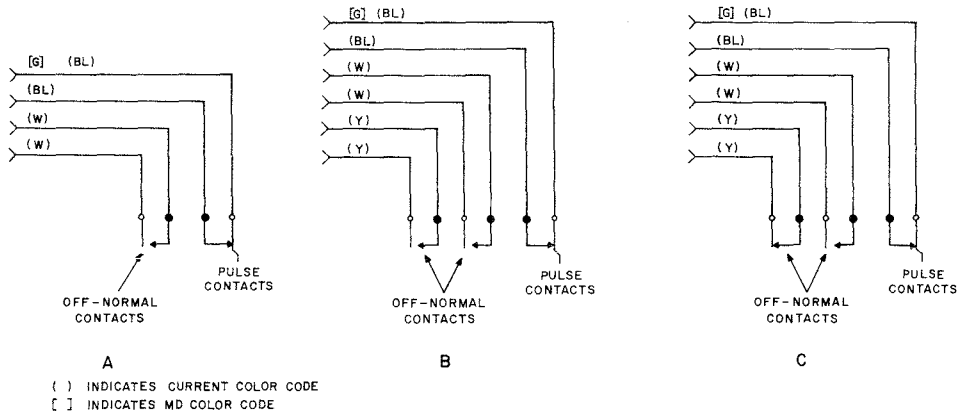 [G] (BL)
(BL)
(W)
(W)
OFF-NORMAL
CONTACTS
PULSE
CONTACTS
A
[G] (BL)
(BL)
(W)
(W)
(Y)
(Y)
OFF-NORMAL
CONTACTS
PULSE
CONTACTS
B
[G] (BL)
(BL)
(W)
(W)
(Y)
(Y)
OFF-NORMAL
CONTACTS
PULSE
CONTACTS
C
( ) INDICATES CURRENT COLOR CODE
[ ] INDICATES MD COLOR CODE